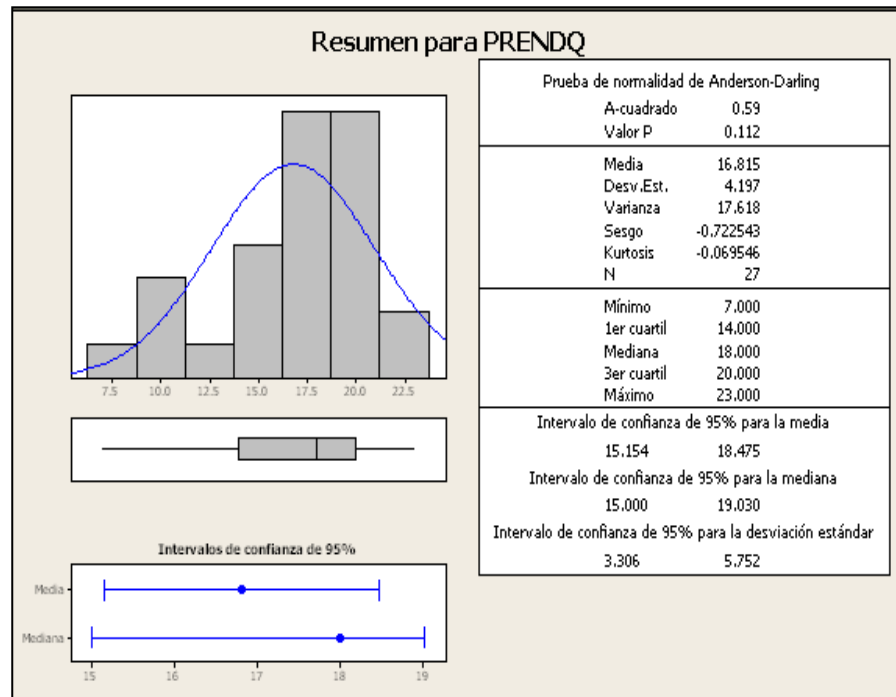 Resumen para PRENDQ
7.5 10.0 12.5 15.0 17.5 20.0 22.5
Intervalos de confianza de 95%
Media
Mediana
15 16 17 18 19
Prueba de normalidad de Anderson-Darling
A-cuadrado 0.59
Valor P 0.112
Media 16.815
Desv.Est. 4.197
Varianza 17.618
Sesgo -0.722543
Kurtosis -0.069546
N 27
Mínimo 7.000
1er cuartil 14.000
Mediana 18.000
3er cuartil 20.000
Máximo 23.000
Intervalo de confianza de 95% para la media
15.154 18.475
Intervalo de confianza de 95% para la mediana
15.000 19.030
Intervalo de confianza de 95% para la desviación estándar
3.306 5.752